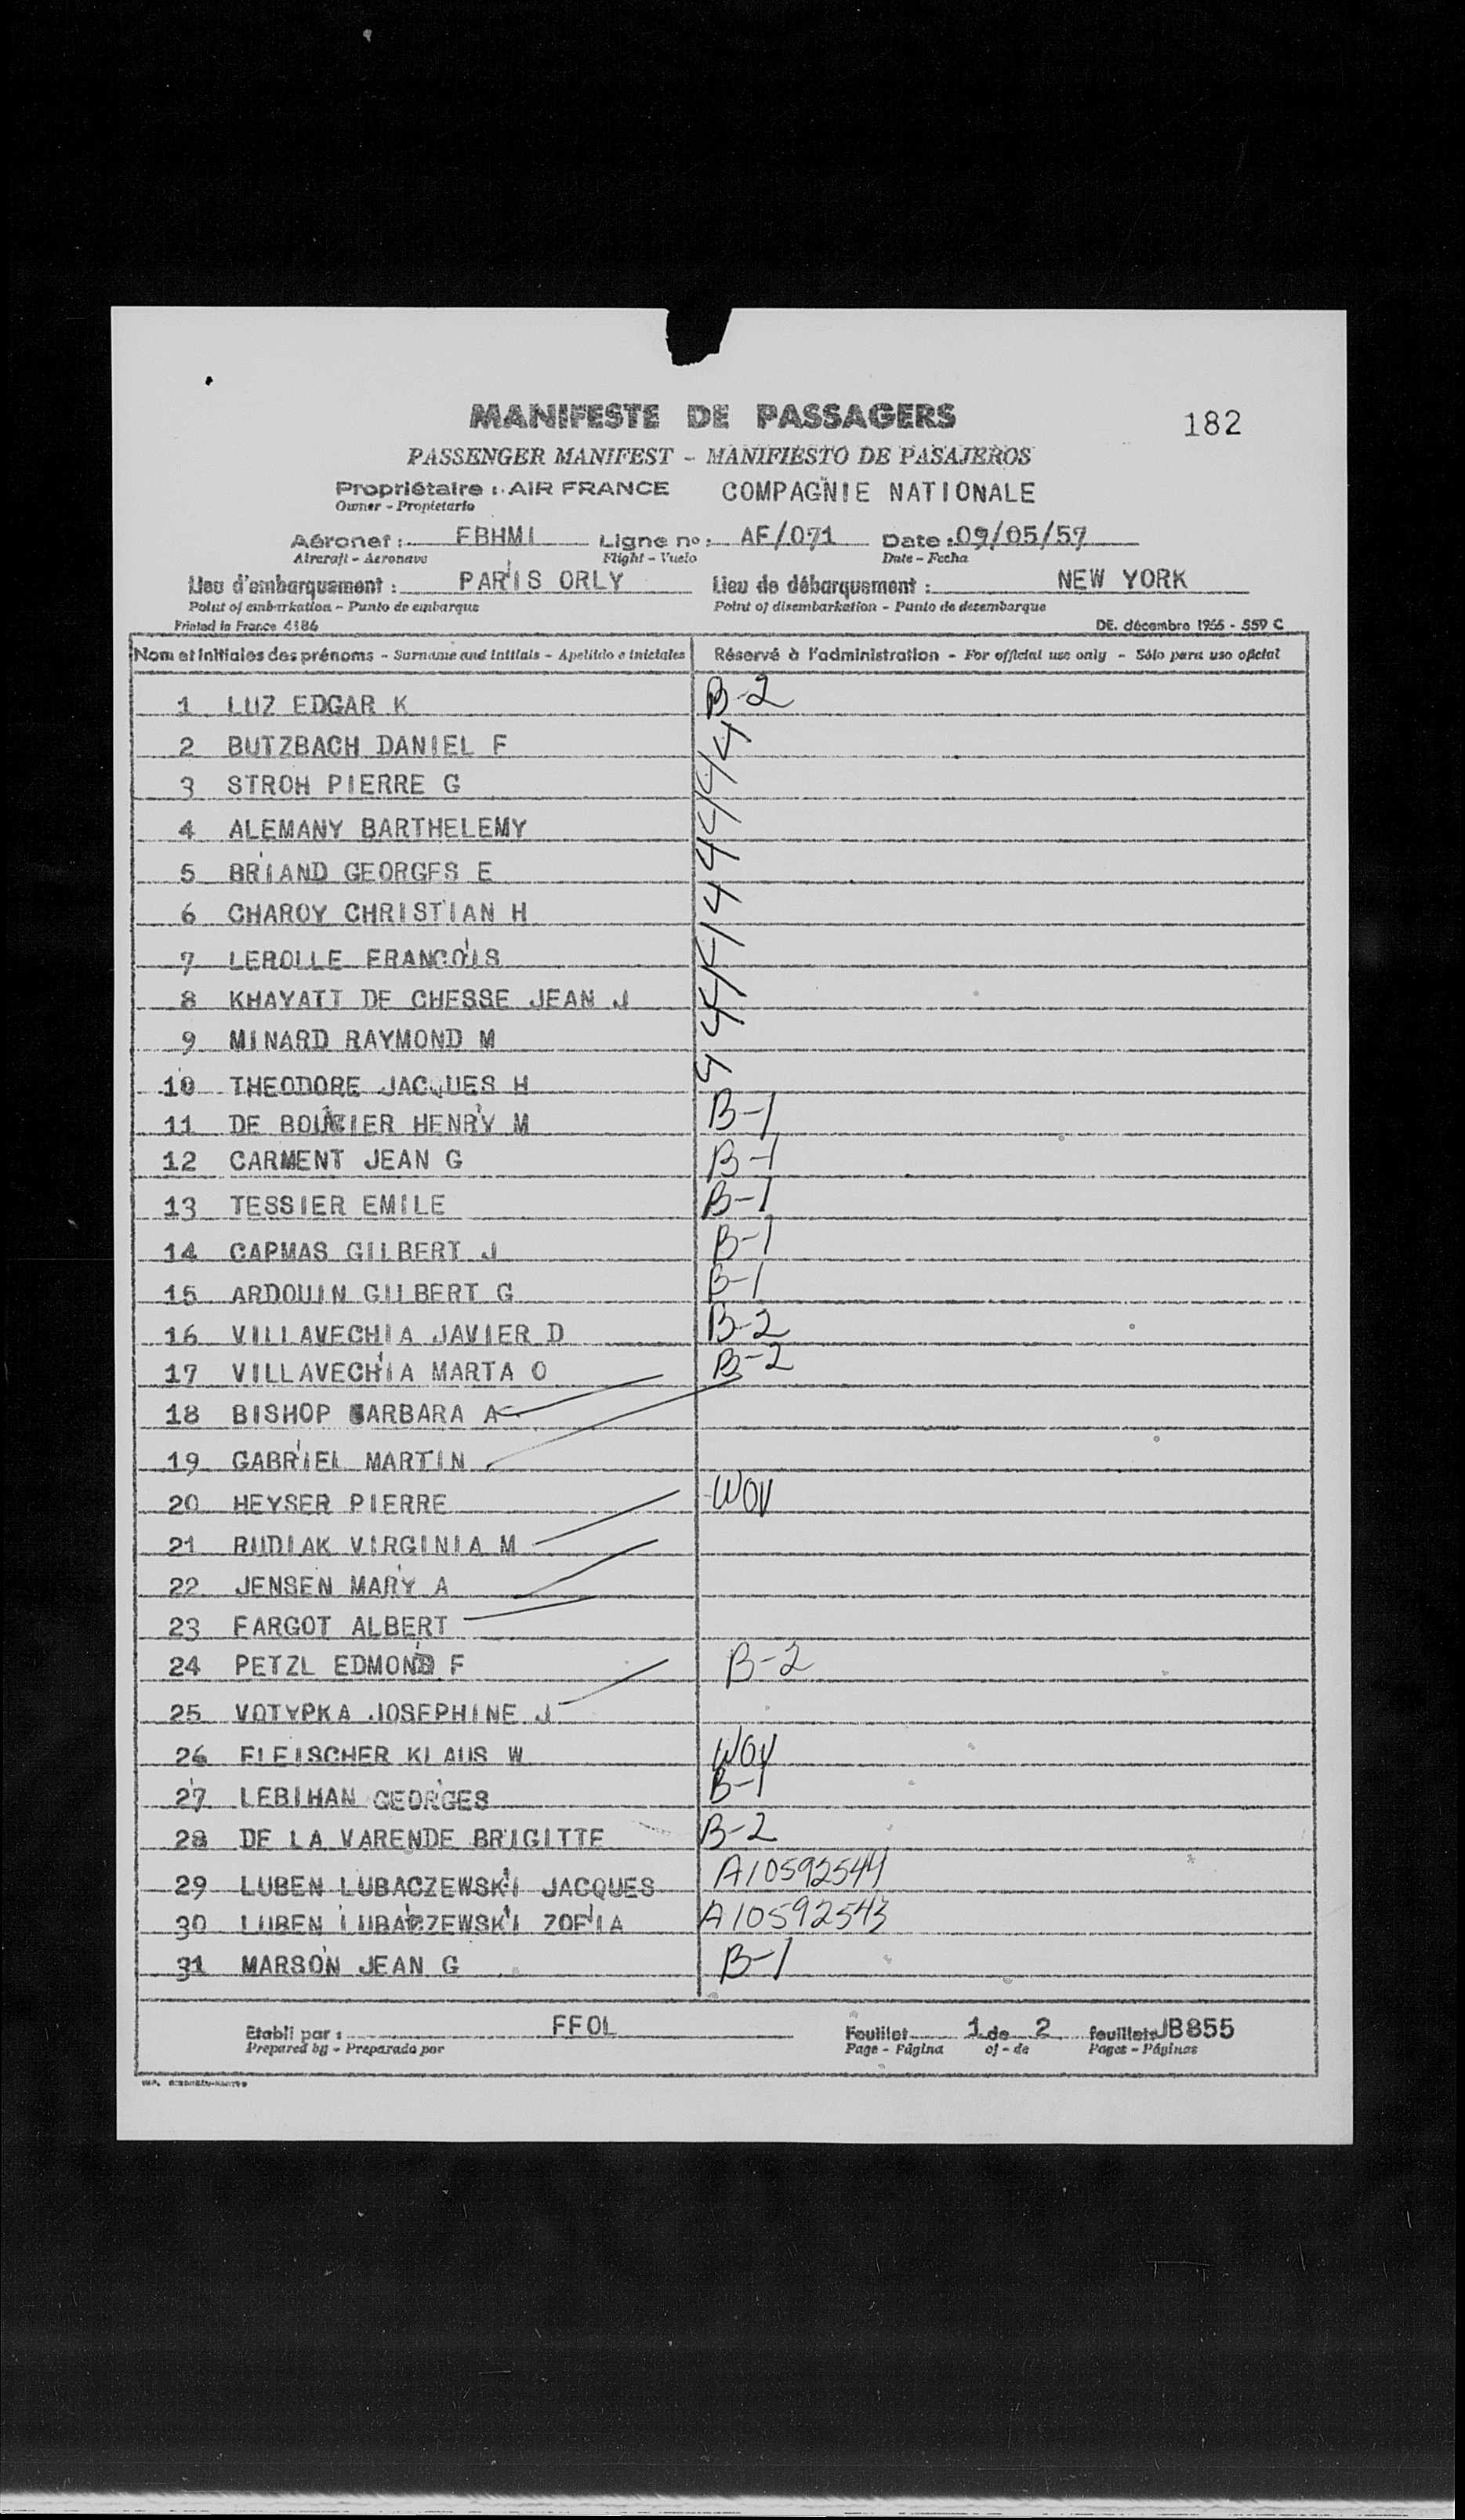 MANIFESTE DE PASSAGERS
182
PASSENGER MANIFEST - MANIFIESTO DE PASAJEROS
Propriétaire : AIR FRANCE COMPAGNIE NATIONALE
Owner - Propietario
Aéronef : FBHMI Ligne no : AF/071 Date : 09/05/57
Aircraft - Aeronave Flight - Vuelo Date - Fecha
Lieu d'embarquement : PARIS ORLY Lieu de débarquement : NEW YORK
Point of embarkation - Punto de embarque Point of disembarkation - Punto de desembarque
Printed in France 4386 DE. décembre 1955 - 559 C
Nom et initiales des prénoms - Surname and initials - Apellido e iniciales Réservé à l'administration - For official use only - Sólo para uso oficial
1 LUZ EDGAR K B-2
2 BUTZBACH DANIEL F 4
3 STROH PIERRE G 4
4 ALEMANY BARTHELEMY 4
5 BRIAND GEORGES E 4
6 CHAROY CHRISTIAN H 4
7 LEROLLE FRANCOIS 4
8 KHAYATT DE CHESSE JEAN J 4
9 MINARD RAYMOND M 4
10 THEODORE JACQUES H 4
11 DE HENRY M B-1
12 CARMENT JEAN G B-1
13 TESSIER EMILE B-1
14 CAPMAS GILBERT J B-1
15 ARDOUIN GILBERT G B-1
16 VILLAVECHIA JAVIER D B-2
17 VILLAVECHIA MARTA O B-2
18 BISHOP BARBARA A
19 GABRIEL MARTIN
20 HEYSER PIERRE WOV
21 RUDIAK VIRGINIA M
22 JENSEN MARY A
23 FARGOT ALBERT
24 PETZL EDMOND F B-2
25 VOTYPKA JOSEPHINE J
26 FLEISCHER KLAUS W WOV
27 LEBIHAN GEORGES B-1
28 DE LA VARENDE BRIGITTE B-2
29 LUBEN LUBACZEWSKI JACQUES A10592544
30 LUBEN LUBACZEWSKI ZOFIA A10592543
31 MARSON JEAN G B-1
Etabli par : FFOL Feuillet 1 de 2 feuillets JB855
Prepared by - Preparado por Page - Página of - de Pages - Páginas